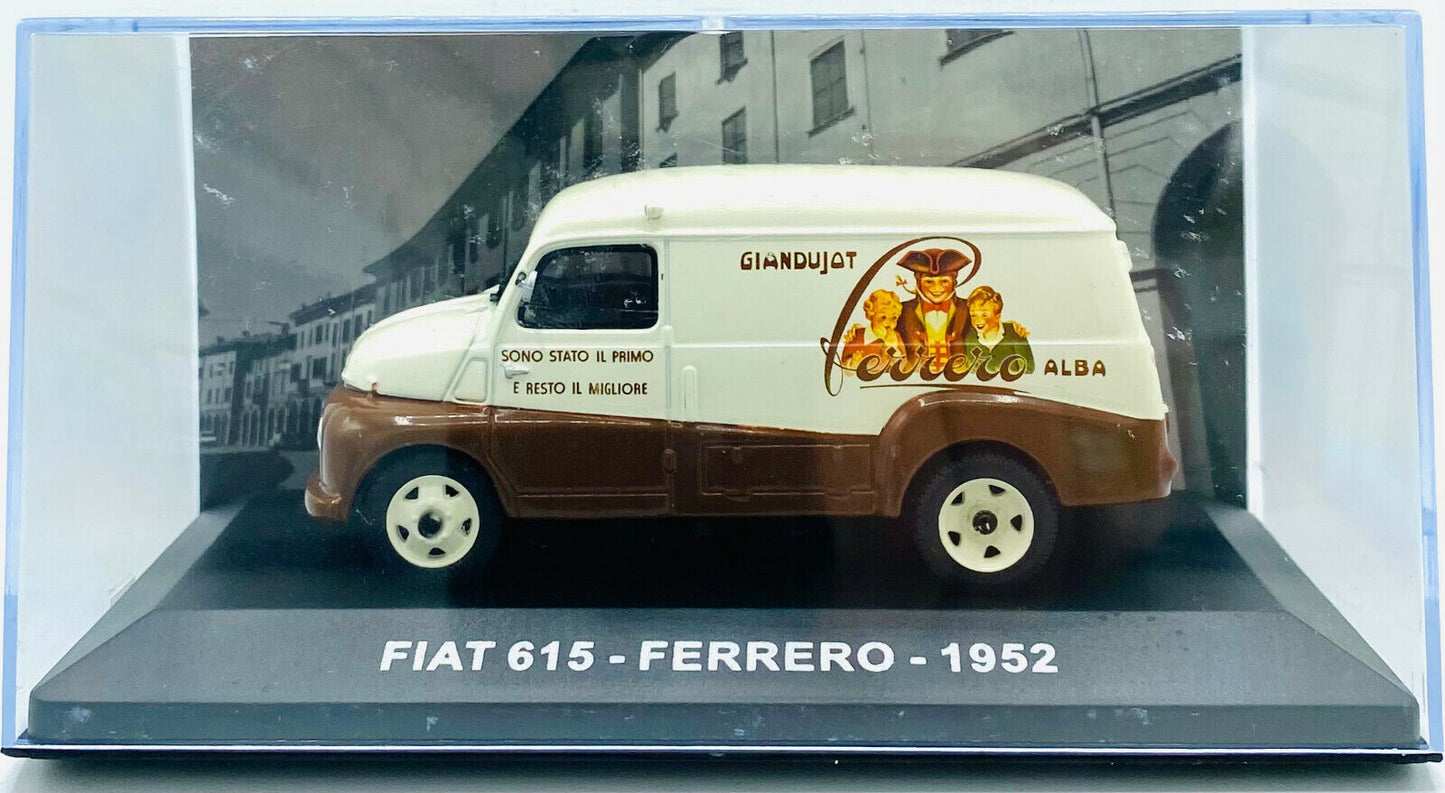 GIANDUJOT
Ferrero ALBA
SONO STATO IL PRIMO
E RESTO IL MIGLIORE
FIAT 615 - FERRERO - 1952